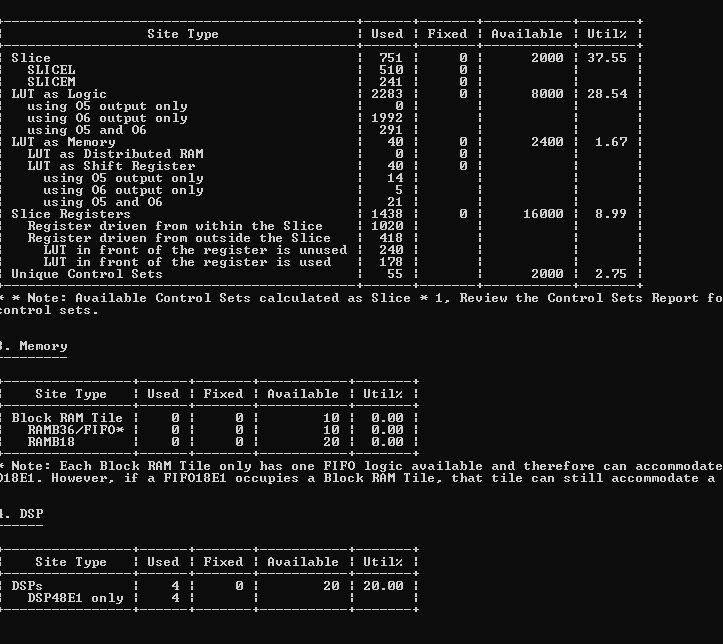 +--------------------------------------------+------+-------+-----------+-------+
¦ Site Type ¦ Used ¦ Fixed ¦ Available ¦ Util% ¦
+--------------------------------------------+------+-------+-----------+-------+
¦ Slice ¦ 751 ¦ 0 ¦ 2000 ¦ 37.55 ¦
¦ SLICEL ¦ 510 ¦ 0 ¦ ¦ ¦
¦ SLICEM ¦ 241 ¦ 0 ¦ ¦ ¦
¦ LUT as Logic ¦ 2283 ¦ 0 ¦ 8000 ¦ 28.54 ¦
¦ using O5 output only ¦ 0 ¦ ¦ ¦ ¦
¦ using O6 output only ¦ 1992 ¦ ¦ ¦ ¦
¦ using O5 and O6 ¦ 291 ¦ ¦ ¦ ¦
¦ LUT as Memory ¦ 40 ¦ 0 ¦ 2400 ¦ 1.67 ¦
¦ LUT as Distributed RAM ¦ 0 ¦ 0 ¦ ¦ ¦
¦ LUT as Shift Register ¦ 40 ¦ 0 ¦ ¦ ¦
¦ using O5 output only ¦ 14 ¦ ¦ ¦ ¦
¦ using O6 output only ¦ 5 ¦ ¦ ¦ ¦
¦ using O5 and O6 ¦ 21 ¦ ¦ ¦ ¦
¦ Slice Registers ¦ 1438 ¦ 0 ¦ 16000 ¦ 8.99 ¦
¦ Register driven from within the Slice ¦ 1020 ¦ ¦ ¦ ¦
¦ Register driven from outside the Slice ¦ 418 ¦ ¦ ¦ ¦
¦ LUT in front of the register is unused ¦ 240 ¦ ¦ ¦ ¦
¦ LUT in front of the register is used ¦ 178 ¦ ¦ ¦ ¦
¦ Unique Control Sets ¦ 55 ¦ ¦ 2000 ¦ 2.75 ¦
+--------------------------------------------+------+-------+-----------+-------+
* * Note: Available Control Sets calculated as Slice * 1, Review the Control Sets Report fo
control sets.
3. Memory
---------
+----------------+------+-------+-----------+-------+
¦ Site Type ¦ Used ¦ Fixed ¦ Available ¦ Util% ¦
+----------------+------+-------+-----------+-------+
¦ Block RAM Tile ¦ 0 ¦ 0 ¦ 10 ¦ 0.00 ¦
¦ RAMB36/FIFO* ¦ 0 ¦ 0 ¦ 10 ¦ 0.00 ¦
¦ RAMB18 ¦ 0 ¦ 0 ¦ 20 ¦ 0.00 ¦
+----------------+------+-------+-----------+-------+
* Note: Each Block RAM Tile only has one FIFO logic available and therefore can accommodate
O18E1. However, if a FIFO18E1 occupies a Block RAM Tile, that tile can still accommodate a
4. DSP
------
+----------------+------+-------+-----------+-------+
¦ Site Type ¦ Used ¦ Fixed ¦ Available ¦ Util% ¦
+----------------+------+-------+-----------+-------+
¦ DSPs ¦ 4 ¦ 0 ¦ 20 ¦ 20.00 ¦
¦ DSP48E1 only ¦ 4 ¦ ¦ ¦ ¦
+----------------+------+-------+-----------+-------+